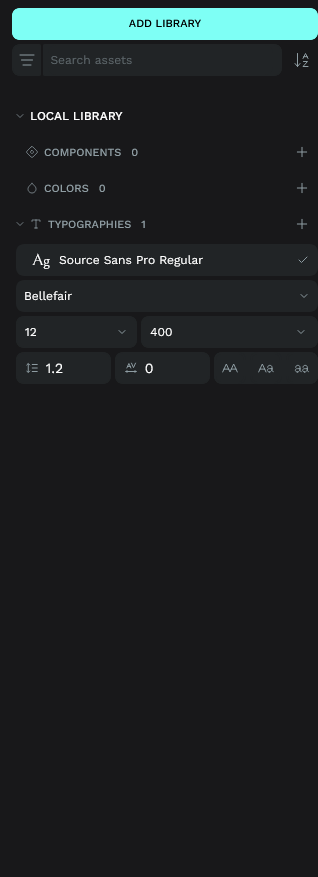 ADD LIBRARY
Search assets
A
Z
LOCAL LIBRARY
COMPONENTS 0
COLORS 0
TYPOGRAPHIES 1
Ag Source Sans Pro Regular
Bellefair
12 400
1.2 AV 0 AA Aa aa